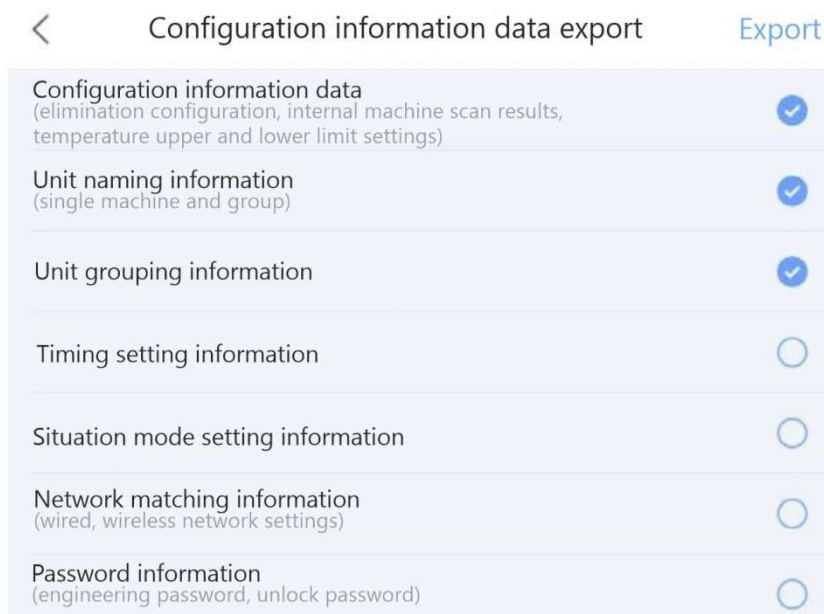 Configuration information data export
Export
Configuration information data
(elimination configuration, internal machine scan results,
temperature upper and lower limit settings)
Unit naming information
(single machine and group)
Unit grouping information
Timing setting information
Situation mode setting information
Network matching information
(wired, wireless network settings)
Password information
(engineering password, unlock password)